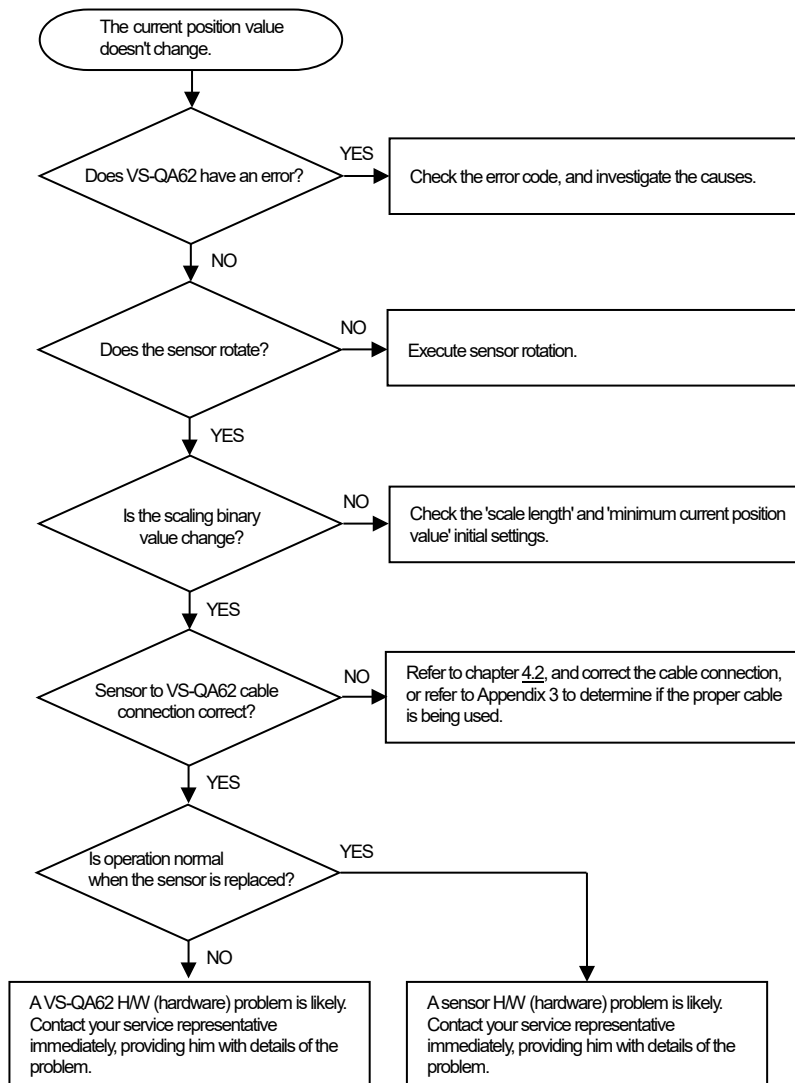 The current position value
doesn't change.
Does VS-QA62 have an error?
YES
Check the error code, and investigate the causes.
NO
Does the sensor rotate?
NO
Execute sensor rotation.
YES
Is the scaling binary
value change?
NO
Check the 'scale length' and 'minimum current position
value' initial settings.
YES
Sensor to VS-QA62 cable
connection correct?
NO
Refer to chapter 4.2, and correct the cable connection,
or refer to Appendix 3 to determine if the proper cable
is being used.
YES
Is operation normal
when the sensor is replaced?
YES
NO
A VS-QA62 H/W (hardware) problem is likely.
Contact your service representative
immediately, providing him with details of the
problem.
A sensor H/W (hardware) problem is likely.
Contact your service representative
immediately, providing him with details of the
problem.